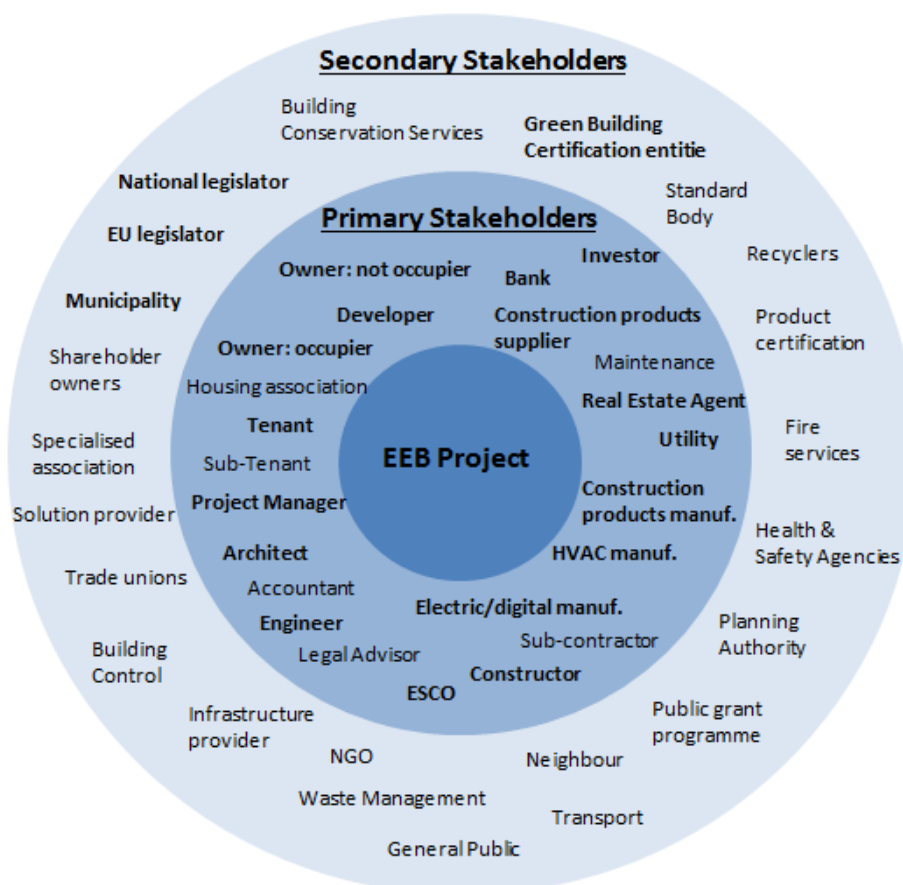 Secondary Stakeholders
Building
Conservation Services
Green Building
Certification entitie
National legislator
Standard
Body
EU legislator
Recyclers
Municipality
Product
certification
Shareholder
owners
Fire
services
Specialised
association
Solution provider
Health &
Safety Agencies
Trade unions
Planning
Authority
Building
Control
Public grant
programme
Infrastructure
provider
NGO
Neighbour
Waste Management
Transport
General Public
Primary Stakeholders
Investor
Owner: not occupier
Bank
Developer
Construction products
supplier
Owner: occupier
Maintenance
Housing association
Real Estate Agent
Tenant
Utility
Sub-Tenant
Project Manager
Construction
products manuf.
Architect
HVAC manuf.
Accountant
Electric/digital manuf.
Engineer
Sub-contractor
Legal Advisor
Constructor
ESCO
EEB Project